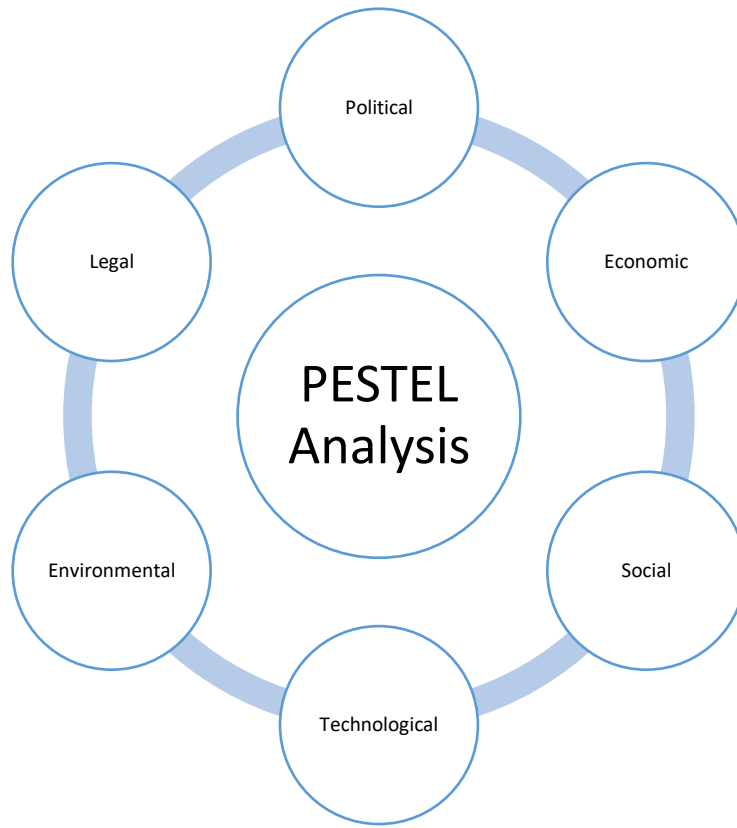 Political
Economic
Social
Technological
Environmental
Legal
PESTEL
Analysis